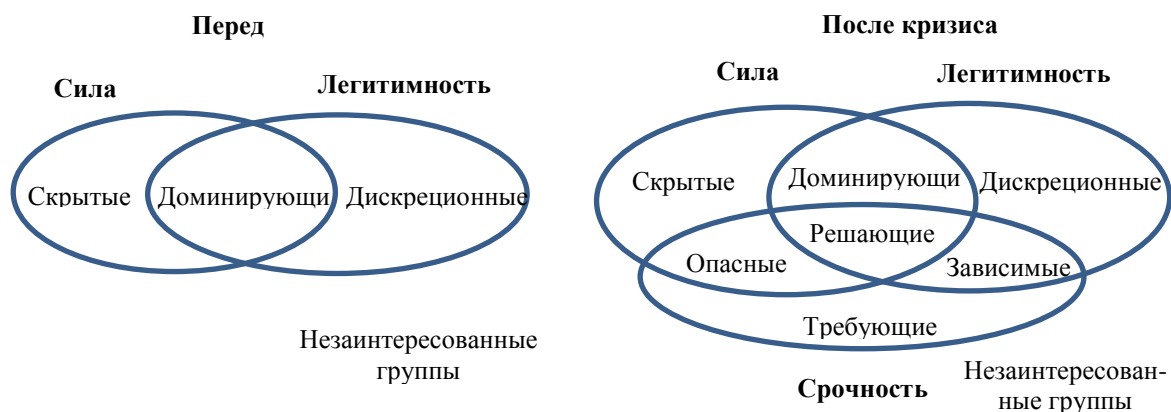 Перед
Сила
Легитимность
Скрытые
Доминирующи
Дискреционные
Незаинтересованные
группы
После кризиса
Сила
Легитимность
Скрытые
Доминирующи
Дискреционные
Решающие
Опасные
Зависимые
Требующие
Срочность
Незаинтересован-
ные группы